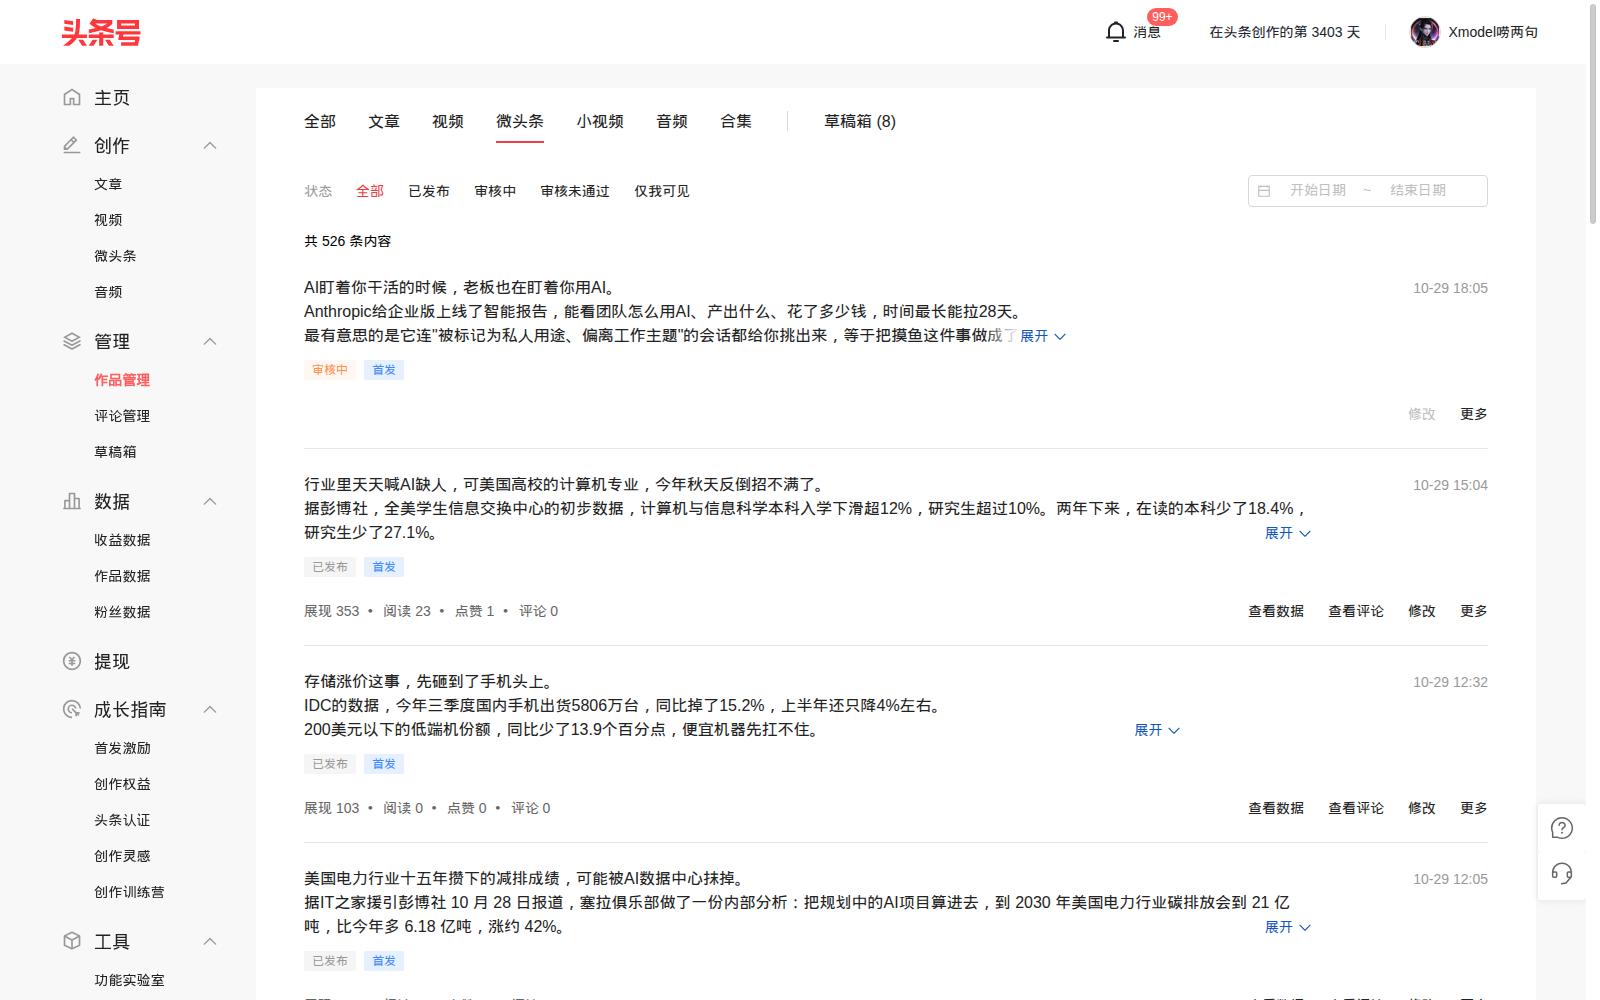 头条号
消息
99+
在头条创作的第 3403 天
Xmodel唠两句
主页
创作
文章
视频
微头条
音频
管理
作品管理
评论管理
草稿箱
数据
收益数据
作品数据
粉丝数据
提现
成长指南
首发激励
创作权益
头条认证
创作灵感
创作训练营
工具
功能实验室
全部 文章 视频 微头条 小视频 音频 合集 草稿箱 (8)
状态 全部 已发布 审核中 审核未通过 仅我可见
开始日期 ~ 结束日期
共 526 条内容
AI盯着你干活的时候，老板也在盯着你用AI。
10-29 18:05
Anthropic给企业版上线了智能报告，能看团队怎么用AI、产出什么、花了多少钱，时间最长能拉28天。
最有意思的是它连"被标记为私人用途、偏离工作主题"的会话都给你挑出来，等于把摸鱼这件事做成了 展开
审核中 首发
修改 更多
行业里天天喊AI缺人，可美国高校的计算机专业，今年秋天反倒招不满了。
10-29 15:04
据彭博社，全美学生信息交换中心的初步数据，计算机与信息科学本科入学下滑超12%，研究生超过10%。两年下来，在读的本科少了18.4%，
研究生少了27.1%。 展开
已发布 首发
展现 353 • 阅读 23 • 点赞 1 • 评论 0
查看数据 查看评论 修改 更多
存储涨价这事，先砸到了手机头上。
10-29 12:32
IDC的数据，今年三季度国内手机出货5806万台，同比掉了15.2%，上半年还只降4%左右。
200美元以下的低端机份额，同比少了13.9个百分点，便宜机器先扛不住。 展开
已发布 首发
展现 103 • 阅读 0 • 点赞 0 • 评论 0
查看数据 查看评论 修改 更多
美国电力行业十五年攒下的减排成绩，可能被AI数据中心抹掉。
10-29 12:05
据IT之家援引彭博社 10 月 28 日报道，塞拉俱乐部做了一份内部分析：把规划中的AI项目算进去，到 2030 年美国电力行业碳排放会到 21 亿
吨，比今年多 6.18 亿吨，涨约 42%。 展开
已发布 首发